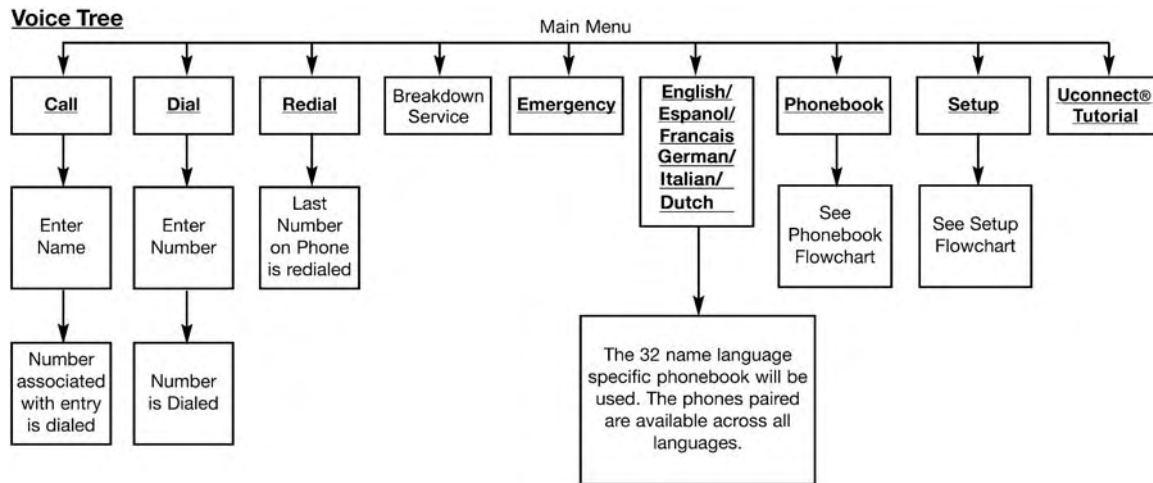 Voice Tree
Main Menu
Call
Dial
Redial
Breakdown
Service
Emergency
English/
Espanol/
Francais
German/
Italian/
Dutch
Phonebook
Setup
Uconnect®
Tutorial
Enter
Name
Enter
Number
Last
Number
on Phone
is redialed
See
Phonebook
Flowchart
See Setup
Flowchart
Number
associated
with entry
is dialed
Number
is Dialed
The 32 name language
specific phonebook will be
used. The phones paired
are available across all
languages.